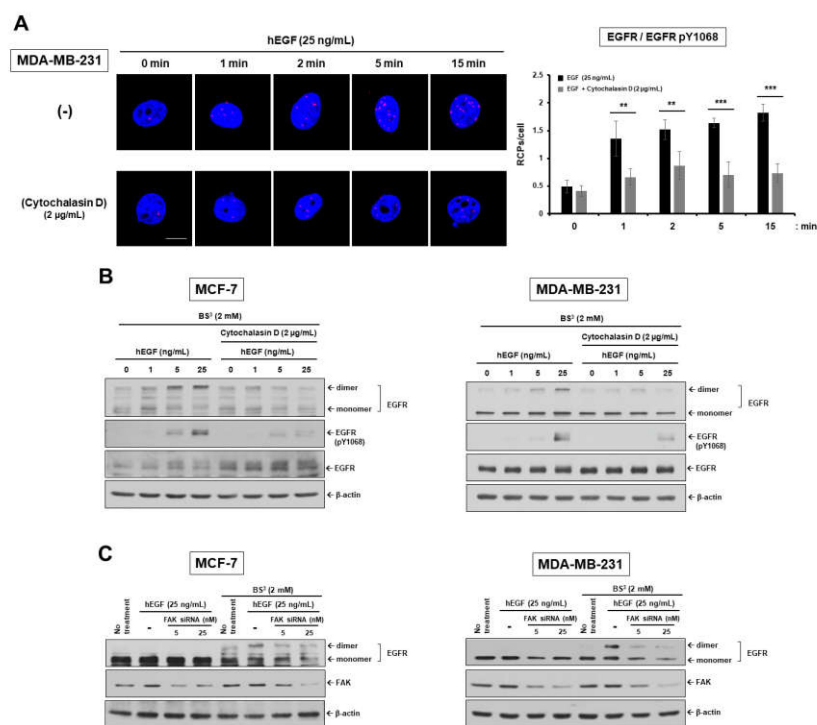 A
hEGF (25 ng/mL)
MDA-MB-231
0 min 1 min 2 min 5 min 15 min
(-)
(Cytochalasin D)
(2 µg/mL)
EGFR / EGFR pY1068
EGF (25 ng/mL)
EGF + Cytochalasin D (2µg/mL)
RCPs/cell
2.5
2
1.5
1
0.5
0
** ** *** ***
0 1 2 5 15 : min
B
MCF-7
BS³ (2 mM)
Cytochalasin D (2 µg/mL)
hEGF (ng/mL) hEGF (ng/mL)
0 1 5 25 0 1 5 25
← dimer
← monomer
EGFR
← EGFR
(pY1068)
← EGFR
← β-actin
MDA-MB-231
BS³ (2 mM)
Cytochalasin D (2 µg/mL)
hEGF (ng/mL) hEGF (ng/mL)
0 1 5 25 0 1 5 25
← dimer
← monomer
EGFR
← EGFR
(pY1068)
← EGFR
← β-actin
C
MCF-7
BS³ (2 mM)
hEGF (25 ng/mL) hEGF (25 ng/mL)
No treatment
No treatment
FAK siRNA (nM) FAK siRNA (nM)
- 5 25 - 5 25
← dimer
← monomer
EGFR
← FAK
← β-actin
MDA-MB-231
BS³ (2 mM)
hEGF (25 ng/mL) hEGF (25 ng/mL)
No treatment
No treatment
FAK siRNA (nM) FAK siRNA (nM)
- 5 25 - 5 25
← dimer
← monomer
EGFR
← FAK
← β-actin